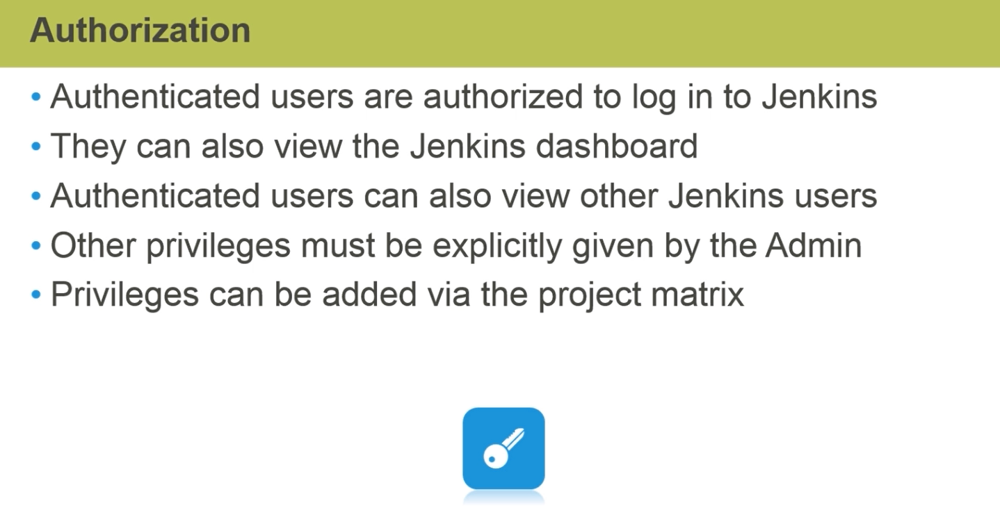 Authorization
• Authenticated users are authorized to log in to Jenkins
• They can also view the Jenkins dashboard
• Authenticated users can also view other Jenkins users
• Other privileges must be explicitly given by the Admin
• Privileges can be added via the project matrix